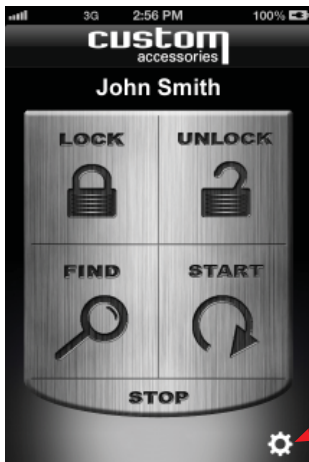 3G 2:56 PM 100%
custom
accessories
John Smith
LOCK UNLOCK
FIND START
STOP